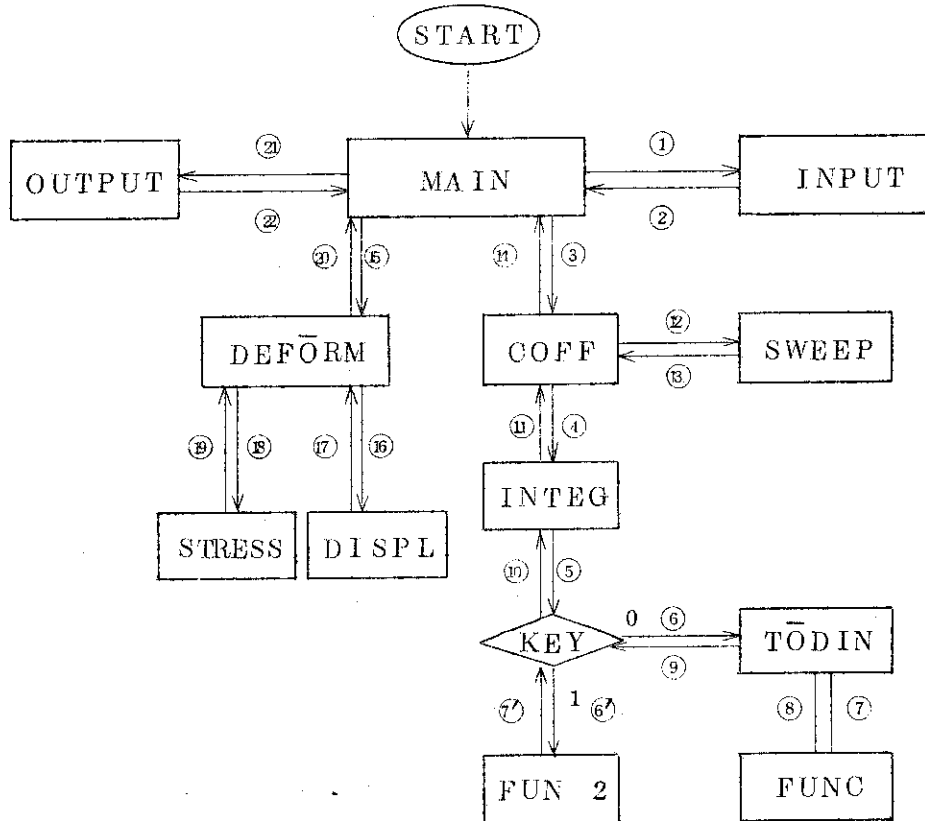 START
㉑
①
OUTPUT
MAIN
INPUT
㉒
②
⑳ ⑮
⑭ ③
DEFŌRM
COFF
⑫
SWEEP
⑬
⑲ ⑱
⑰ ⑯
⑪ ④
INTEG
STRESS
DISPL
⑩ ⑤
0 ⑥
KEY
TŌDIN
⑨
⑦′ 1 ⑥′
⑧ ⑦
FUN 2
FUNC